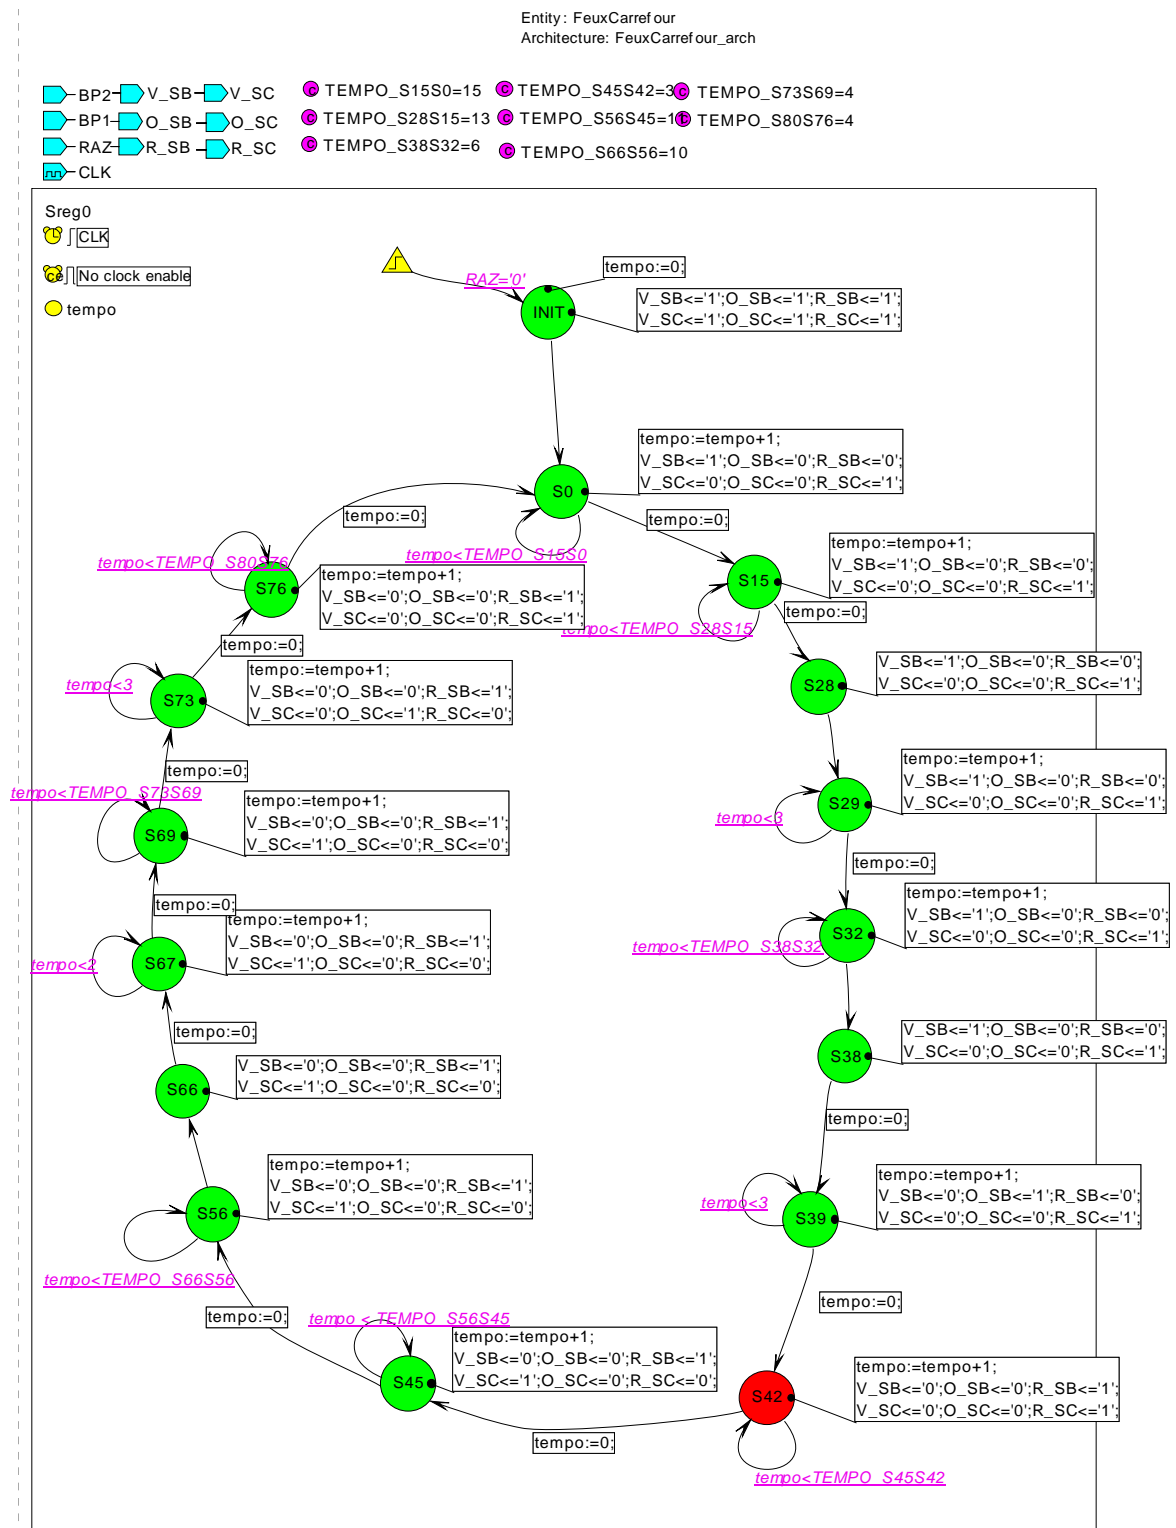 Entity: FeuxCarrefour
Architecture: FeuxCarrefour_arch
BP2 V_SB V_SC TEMPO_S15S0=15 TEMPO_S45S42=3 TEMPO_S73S69=4
BP1 O_SB O_SC TEMPO_S28S15=13 TEMPO_S80S76=4
RAZ R_SB R_SC TEMPO_S38S32=6 TEMPO_S66S56=10
CLK
Sreg0
CLK
No clock enable
tempo
RAZ='0'
tempo:=0;
INIT
V_SB<='1';O_SB<='1';R_SB<='1';
V_SC<='1';O_SC<='1';R_SC<='1';
S0
tempo:=tempo+1;
V_SB<='1';O_SB<='0';R_SB<='0';
V_SC<='0';O_SC<='0';R_SC<='1';
tempo<TEMPO_S15S0
tempo:=0;
tempo:=0;
S15
tempo:=tempo+1;
V_SB<='1';O_SB<='0';R_SB<='0';
V_SC<='0';O_SC<='0';R_SC<='1';
tempo<TEMPO_S28S15
tempo:=0;
tempo<TEMPO_S80S76
S76
tempo:=tempo+1;
V_SB<='0';O_SB<='0';R_SB<='1';
V_SC<='0';O_SC<='0';R_SC<='1';
tempo:=0;
S28
V_SB<='1';O_SB<='0';R_SB<='0';
V_SC<='0';O_SC<='0';R_SC<='1';
tempo<3
S73
tempo:=tempo+1;
V_SB<='0';O_SB<='0';R_SB<='1';
V_SC<='0';O_SC<='1';R_SC<='0';
tempo:=0;
S29
tempo<3
tempo:=tempo+1;
V_SB<='1';O_SB<='0';R_SB<='0';
V_SC<='0';O_SC<='0';R_SC<='1';
tempo:=0;
tempo<TEMPO_S73S69
S69
tempo:=tempo+1;
V_SB<='0';O_SB<='0';R_SB<='1';
V_SC<='1';O_SC<='0';R_SC<='0';
tempo:=0;
S32
tempo<TEMPO_S38S32
tempo:=tempo+1;
V_SB<='1';O_SB<='0';R_SB<='0';
V_SC<='0';O_SC<='0';R_SC<='1';
tempo<2
S67
tempo:=tempo+1;
V_SB<='0';O_SB<='0';R_SB<='1';
V_SC<='1';O_SC<='0';R_SC<='0';
tempo:=0;
S38
V_SB<='1';O_SB<='0';R_SB<='0';
V_SC<='0';O_SC<='0';R_SC<='1';
S66
V_SB<='0';O_SB<='0';R_SB<='1';
V_SC<='1';O_SC<='0';R_SC<='0';
tempo:=0;
S39
tempo<3
tempo:=tempo+1;
V_SB<='0';O_SB<='1';R_SB<='0';
V_SC<='0';O_SC<='0';R_SC<='1';
S56
tempo:=tempo+1;
V_SB<='0';O_SB<='0';R_SB<='1';
V_SC<='1';O_SC<='0';R_SC<='0';
tempo<TEMPO_S66S56
tempo:=0;
tempo:=0;
tempo < TEMPO_S56S45
S45
tempo:=tempo+1;
V_SB<='0';O_SB<='0';R_SB<='1';
V_SC<='1';O_SC<='0';R_SC<='0';
S42
tempo:=tempo+1;
V_SB<='0';O_SB<='0';R_SB<='1';
V_SC<='0';O_SC<='0';R_SC<='1';
tempo:=0;
tempo<TEMPO_S45S42